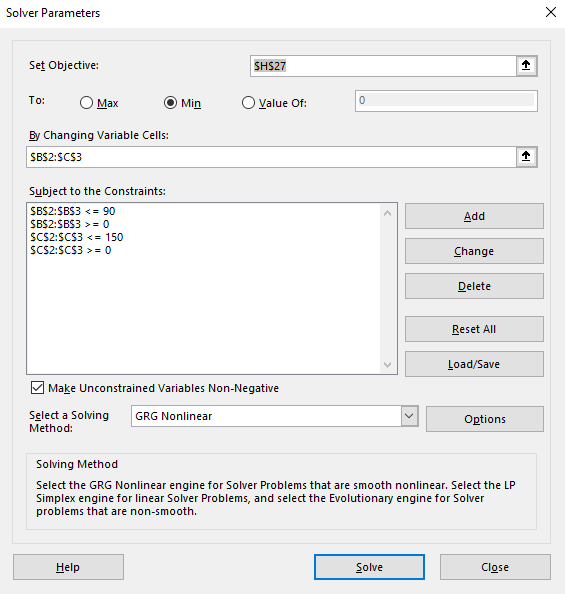 Solver Parameters
Set Objective:
$H$27
To:
Max
Min
Value Of:
0
By Changing Variable Cells:
$B$2:$C$3
Subject to the Constraints:
$B$2:$B$3 <= 90
$B$2:$B$3 >= 0
$C$2:$C$3 <= 150
$C$2:$C$3 >= 0
Add
Change
Delete
Reset All
Load/Save
Make Unconstrained Variables Non-Negative
Select a Solving
Method:
GRG Nonlinear
Options
Solving Method
Select the GRG Nonlinear engine for Solver Problems that are smooth nonlinear. Select the LP
Simplex engine for linear Solver Problems, and select the Evolutionary engine for Solver
problems that are non-smooth.
Help
Solve
Close